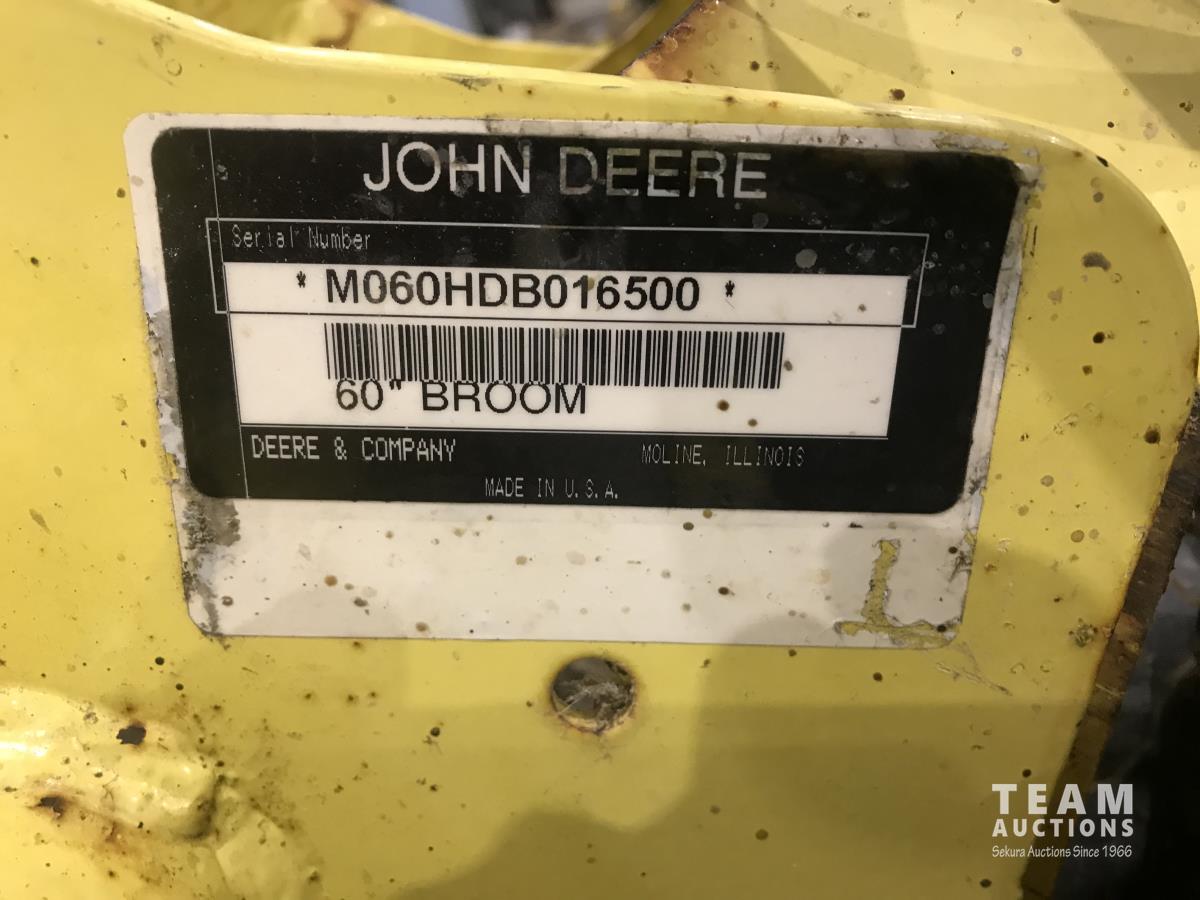 JOHN DEERE
Serial Number
* M060HDB016500 *
60" BROOM
DEERE & COMPANY MOLINE, ILLINOIS
MADE IN U.S.A.
TEAM
AUCTIONS
Sekura Auctions Since 1966